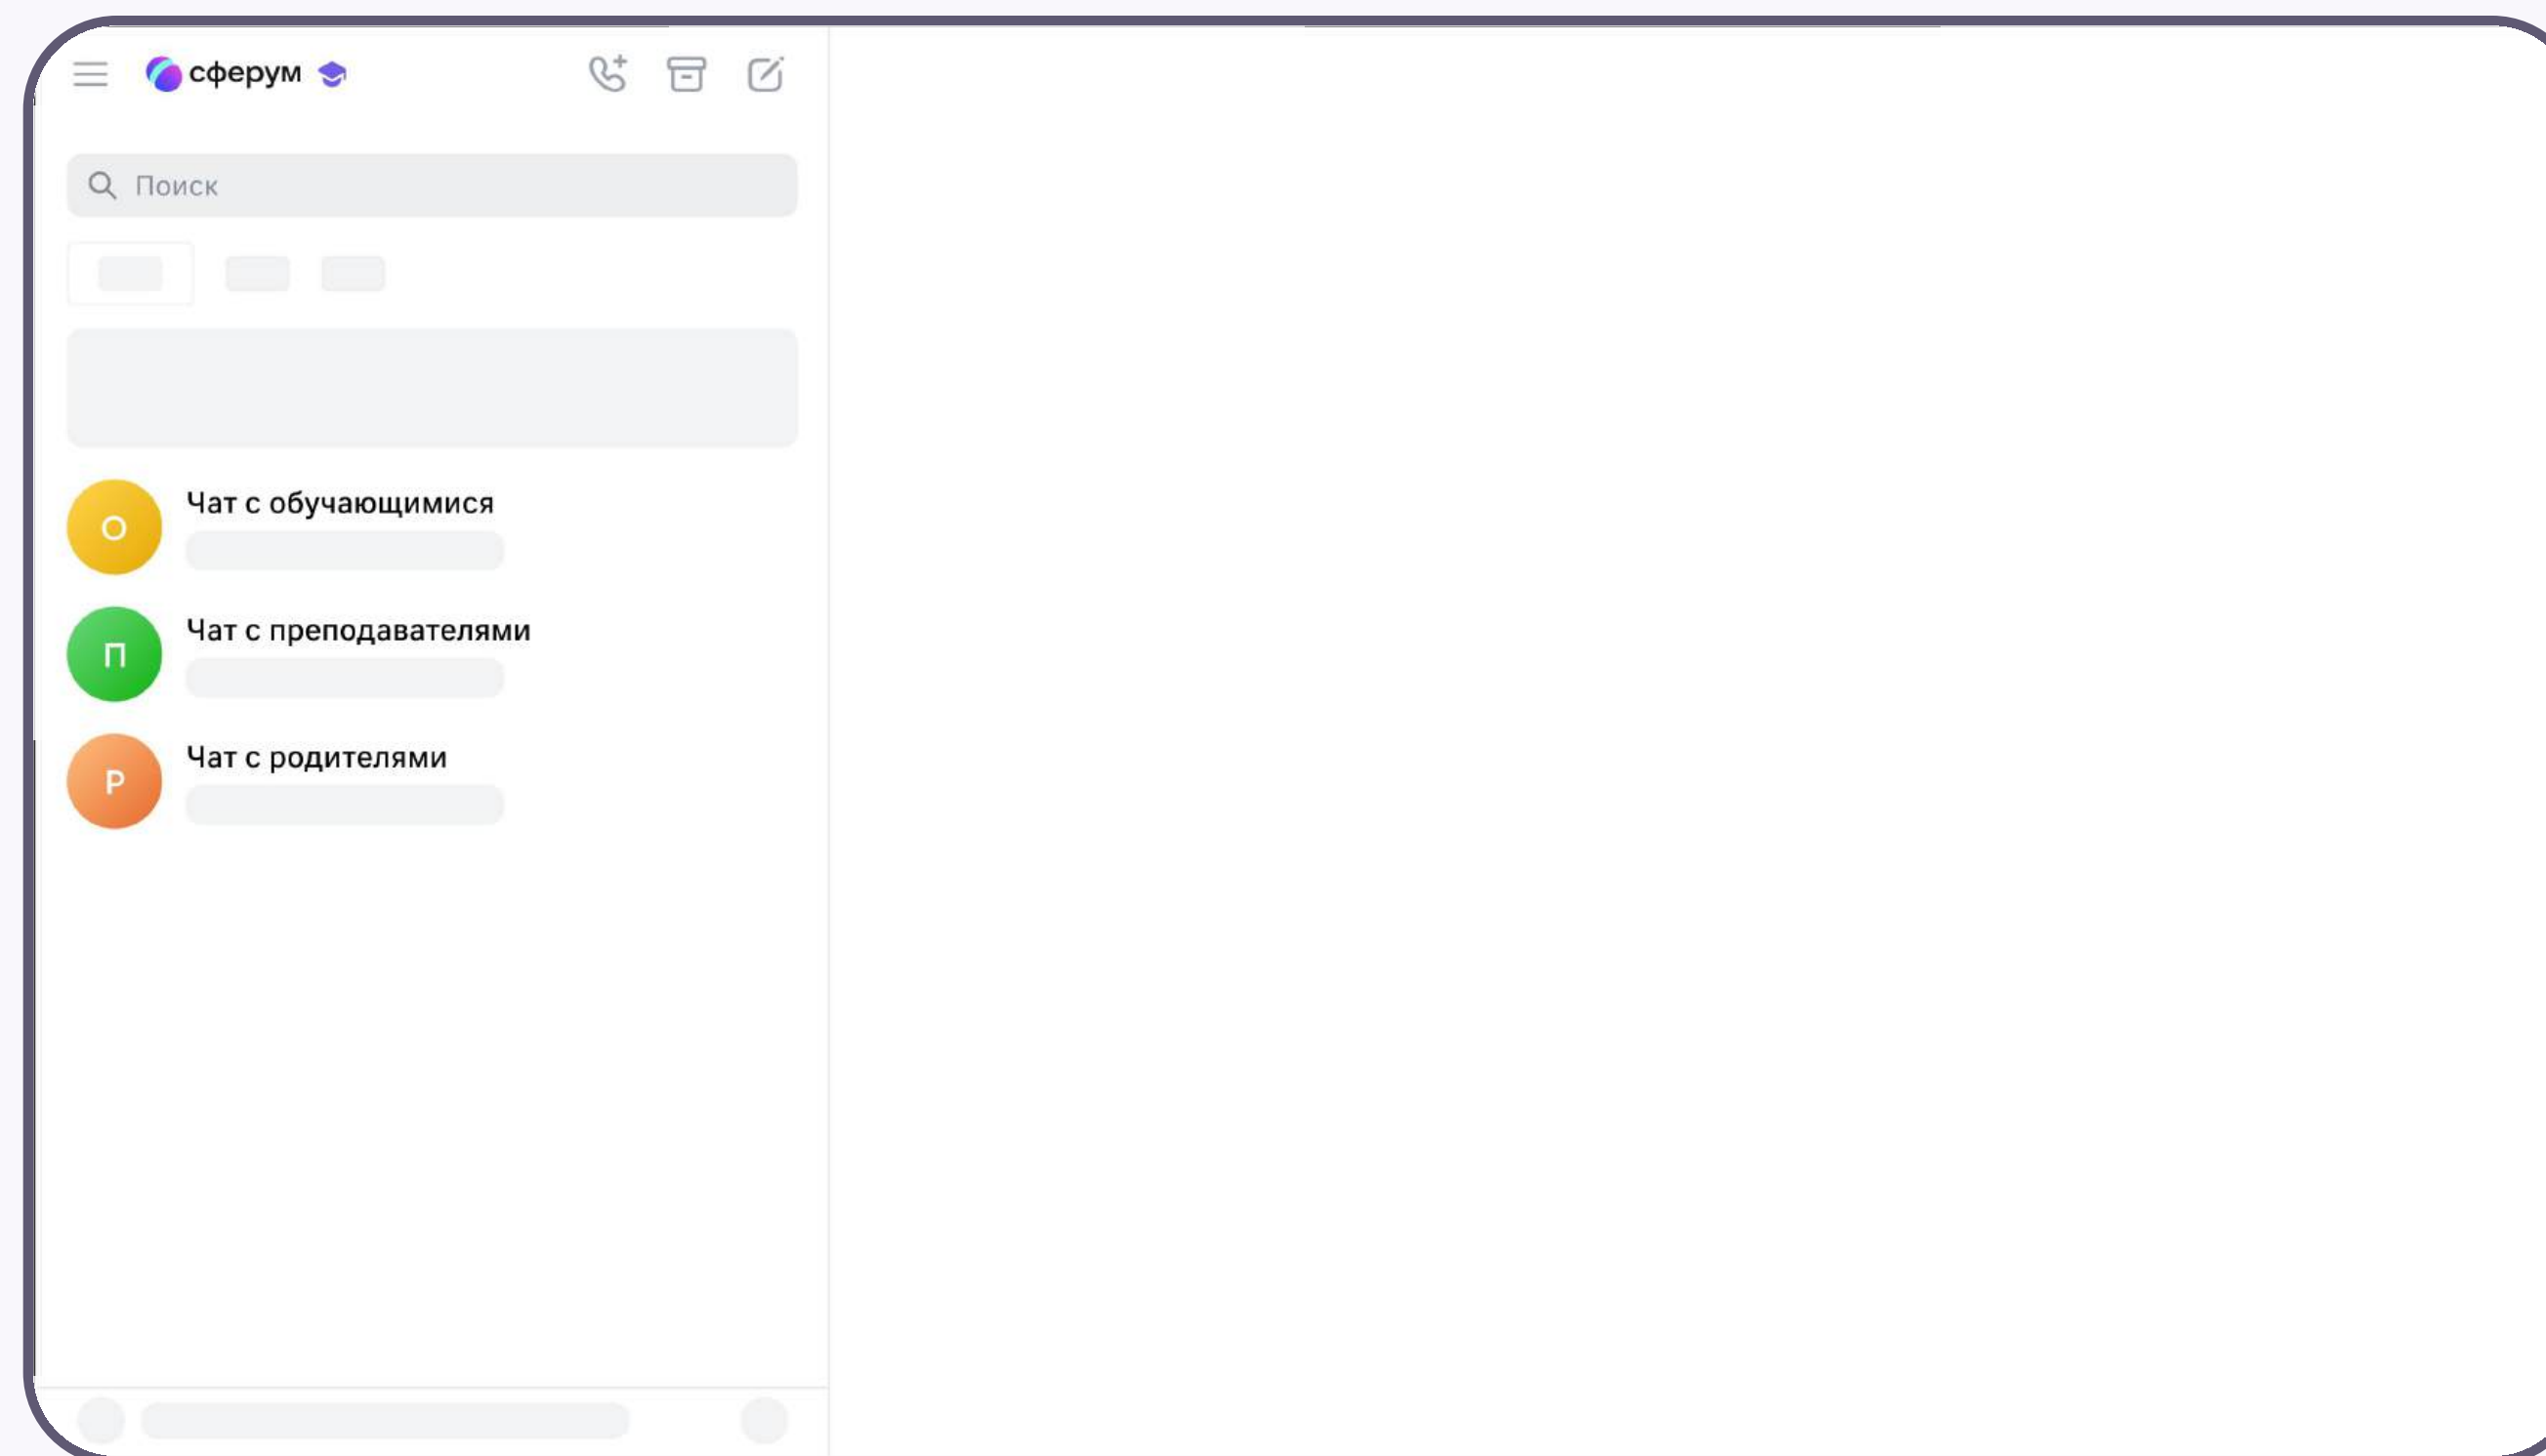 сферум
Поиск
О
Чат с обучающимися
П
Чат с преподавателями
Р
Чат с родителями